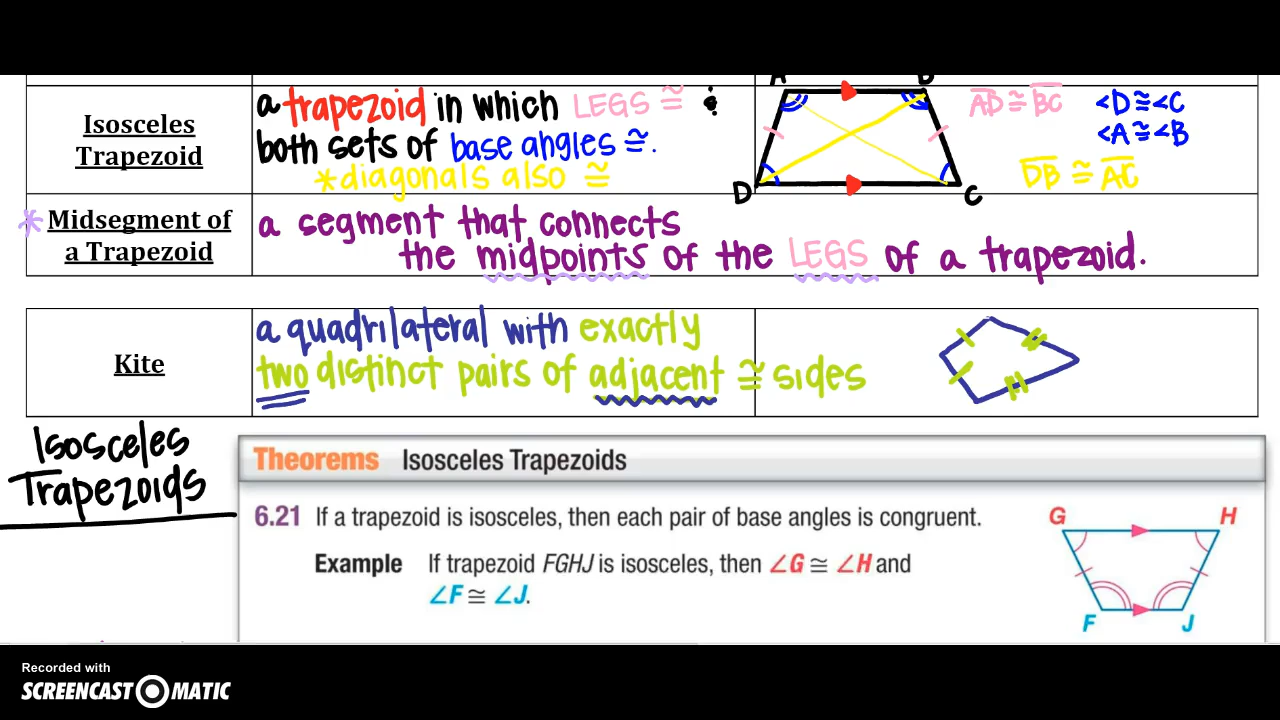 Isosceles
Trapezoid
a trapezoid in which LEGS ≅ &
both sets of base angles ≅.
*diagonals also ≅
A B
D C
AD ≅ BC
<D ≅ <C
<A ≅ <B
DB ≅ AC
* Midsegment of
a Trapezoid
a segment that connects
the midpoints of the LEGS of a trapezoid.
Kite
a quadrilateral with exactly
two distinct pairs of adjacent ≅ sides
Isosceles
Trapezoids
Theorems Isosceles Trapezoids
6.21 If a trapezoid is isosceles, then each pair of base angles is congruent.
Example If trapezoid FGHJ is isosceles, then ∠G ≅ ∠H and
∠F ≅ ∠J.
G H
F J
Recorded with
SCREENCAST O MATIC